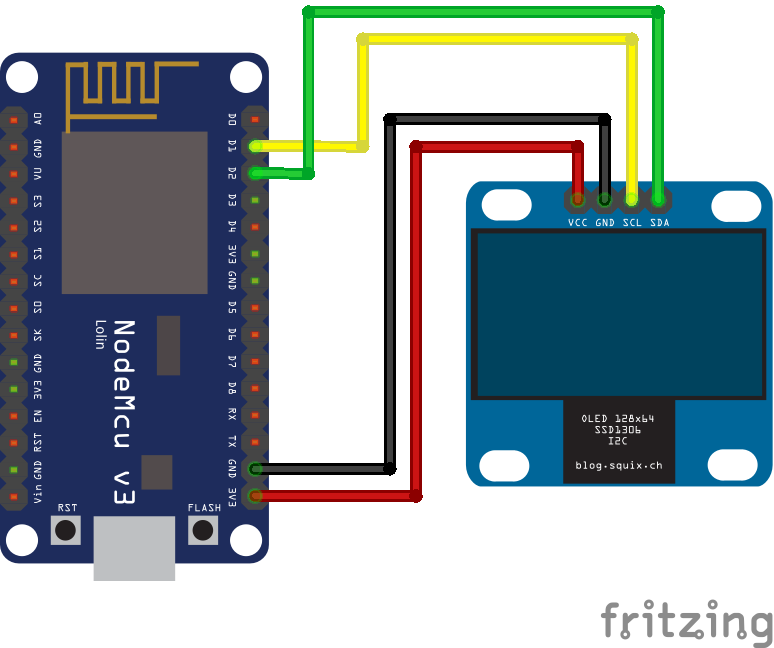 A0
GND
VU
S3
S2
S1
SC
S0
SK
GND
3V3
EN
RST
GND
Vin
D0
D1
D2
D3
D4
3V3
GND
D5
D6
D7
D8
RX
TX
GND
3V3
NodeMcu v3
Lolin
RST
FLASH
VCC GND SCL SDA
OLED 128x64
SSD1306
I2C
blog.squix.ch
fritzing